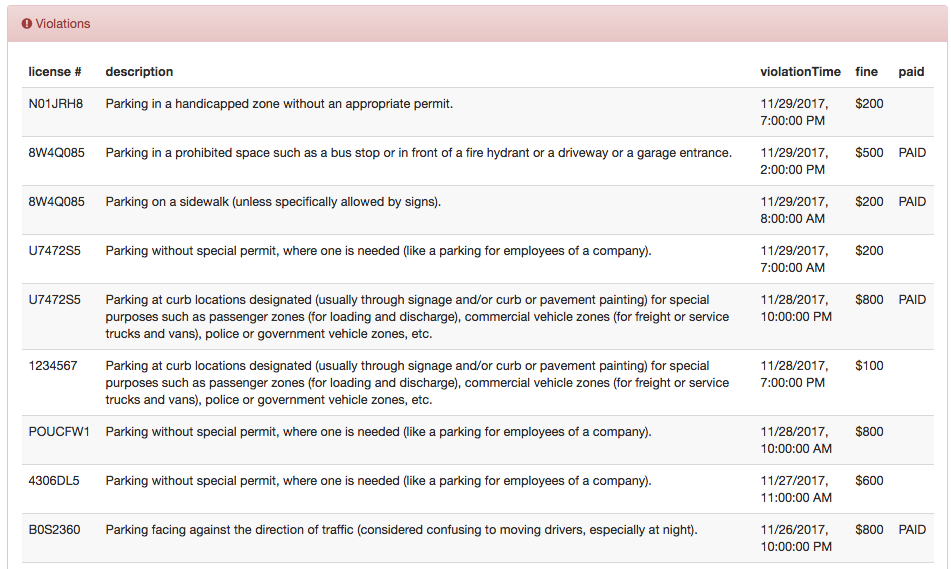 Violations
license # description violationTime fine paid
N01JRH8 Parking in a handicapped zone without an appropriate permit. 11/29/2017, $200
7:00:00 PM
8W4Q085 Parking in a prohibited space such as a bus stop or in front of a fire hydrant or a driveway or a garage entrance. 11/29/2017, $500 PAID
2:00:00 PM
8W4Q085 Parking on a sidewalk (unless specifically allowed by signs). 11/29/2017, $200 PAID
8:00:00 AM
U7472S5 Parking without special permit, where one is needed (like a parking for employees of a company). 11/29/2017, $200
7:00:00 AM
U7472S5 Parking at curb locations designated (usually through signage and/or curb or pavement painting) for special 11/28/2017, $800 PAID
purposes such as passenger zones (for loading and discharge), commercial vehicle zones (for freight or service 10:00:00 PM
trucks and vans), police or government vehicle zones, etc.
1234567 Parking at curb locations designated (usually through signage and/or curb or pavement painting) for special 11/28/2017, $100
purposes such as passenger zones (for loading and discharge), commercial vehicle zones (for freight or service 7:00:00 PM
trucks and vans), police or government vehicle zones, etc.
POUCFW1 Parking without special permit, where one is needed (like a parking for employees of a company). 11/28/2017, $800
10:00:00 AM
4306DL5 Parking without special permit, where one is needed (like a parking for employees of a company). 11/27/2017, $600
11:00:00 AM
B0S2360 Parking facing against the direction of traffic (considered confusing to moving drivers, especially at night). 11/26/2017, $800 PAID
10:00:00 PM